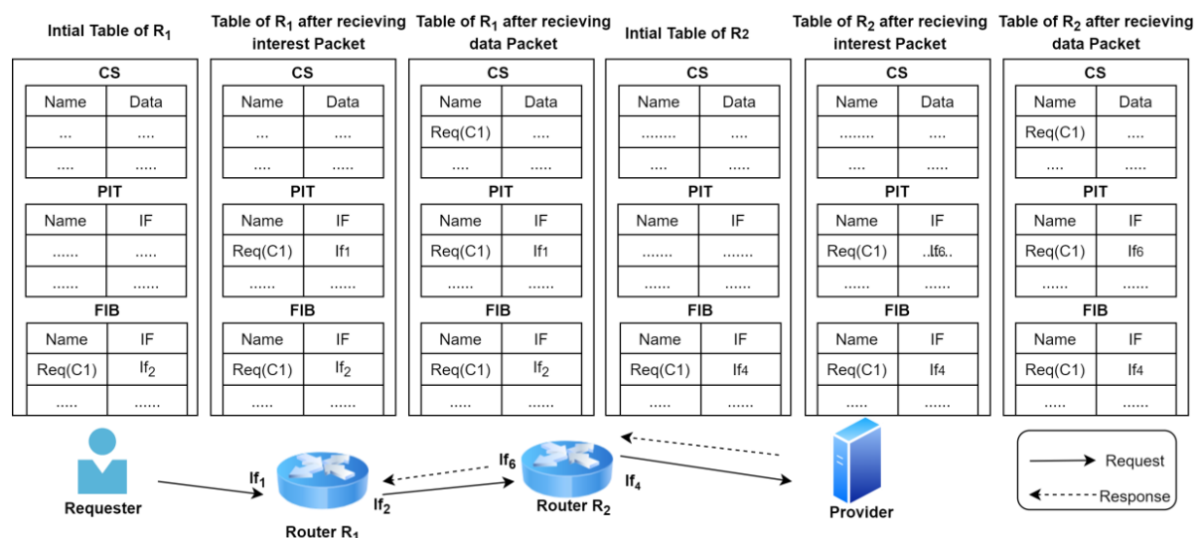 Intial Table of R1
Table of R1 after recieving
interest Packet
Table of R1 after recieving
data Packet
Intial Table of R2
Table of R2 after recieving
interest Packet
Table of R2 after recieving
data Packet
CS CS CS CS CS CS
Name Data Name Data Name Data Name Data Name Data Name Data
... .... ... .... Req(C1) .... ........ ........ ........ .... Req(C1) ....
.... ..... .... ..... .... ..... .... ..... .... ..... .... .....
PIT PIT PIT PIT PIT PIT
Name IF Name IF Name IF Name IF Name IF Name IF
...... ..... Req(C1) If1 Req(C1) If1 ........ ....... Req(C1) If6 Req(C1) If6
...... ...... ...... ...... ...... ...... ...... ...... ...... ...... ...... ......
FIB FIB FIB FIB FIB FIB
Name IF Name IF Name IF Name IF Name IF Name IF
Req(C1) If2 Req(C1) If2 Req(C1) If2 Req(C1) If4 Req(C1) If4 Req(C1) If4
..... ...... ..... ...... ..... ...... ..... ...... ..... ...... ..... ......
If1
If2
If6
If4
Requester
Router R1
Router R2
Provider
Request
Response